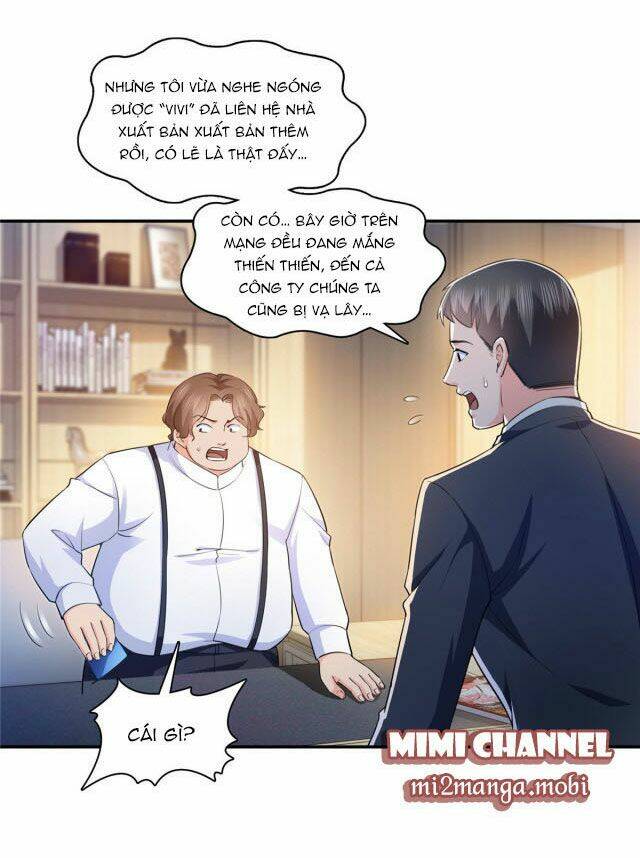 NHƯNG TÔI VỪA NGHE NGÓNG
ĐƯỢC "VIVI" ĐÃ LIÊN HỆ NHÀ
XUẤT BẢN XUẤT BẢN THÊM
RỒI, CÓ LẼ LÀ THẬT ĐẤY...
CÒN CÓ... BÂY GIỜ TRÊN
MẠNG ĐỀU ĐANG MẮNG
THIẾN THIẾN, ĐẾN CẢ
CÔNG TY CHÚNG TA
CŨNG BỊ VẠ LÂY...
CÁI GÌ?
MIMI CHANNEL
mi2manga.mobi